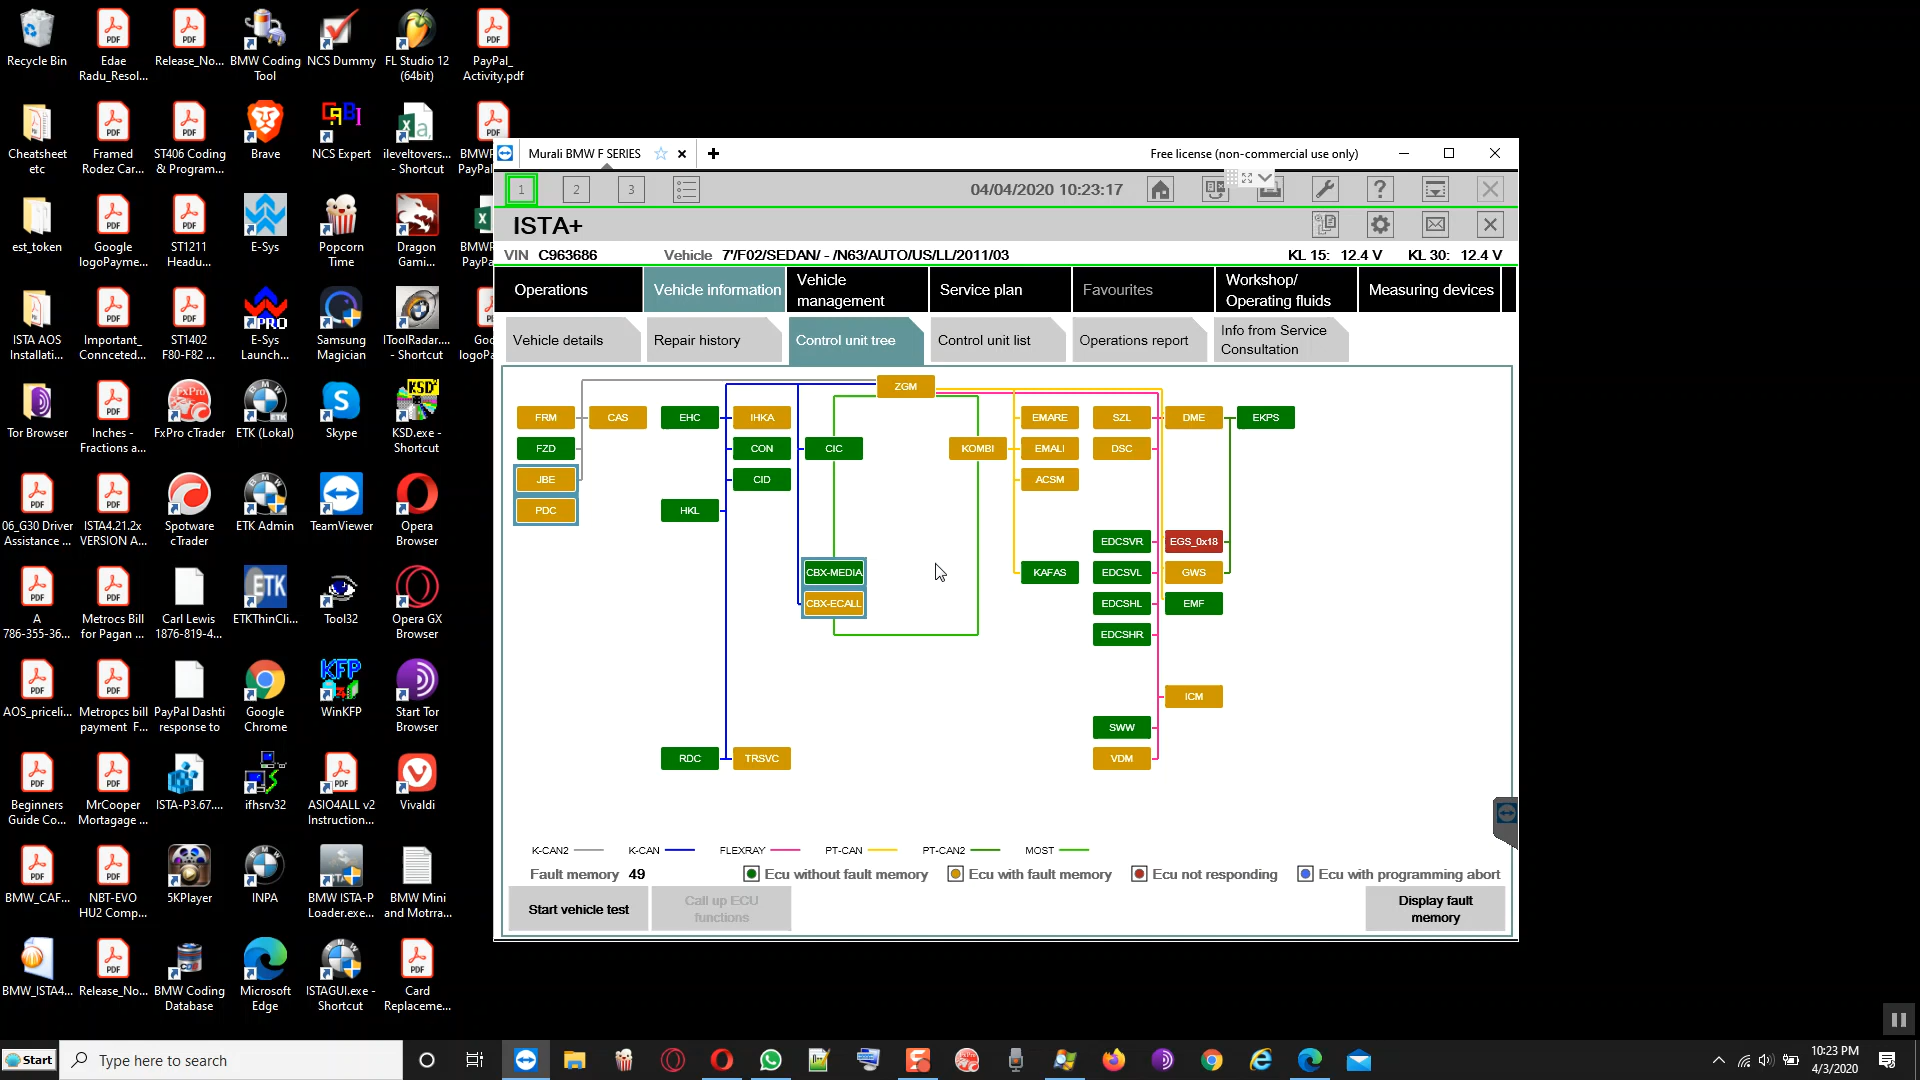 Recycle Bin
Edae
Radu_Resol...
Release_No...
BMW Coding
Tool
NCS Dummy
FL Studio 12
(64bit)
PayPal_
Activity.pdf
Cheatsheet
etc
Framed
Rodez Car...
ST406 Coding
& Program...
Brave
NCS Expert
ileveltovers...
- Shortcut
est_token
Google
logoPayme...
ST1211
Headu...
E-Sys
Popcorn
Time
Dragon
Gami...
ISTA AOS
Installati...
Important_
Connceted...
ST1402
F80-F82 ...
E-Sys
Launch...
Samsung
Magician
IToolRadar....
- Shortcut
Tor Browser
Inches -
Fractions a...
FxPro cTrader
ETK (Lokal)
Skype
KSD.exe -
Shortcut
06_G30 Driver
Assistance ...
ISTA4.21.2x
VERSION A...
Spotware
cTrader
ETK Admin
TeamViewer
Opera
Browser
A
786-355-36...
Metrocs Bill
for Pagan ...
Carl Lewis
1876-819-4...
ETKThinCli...
Tool32
Opera GX
Browser
AOS_priceli...
Metropcs bill
payment F...
PayPal Dashti
response to
Google
Chrome
WinKFP
Start Tor
Browser
Beginners
Guide Co...
MrCooper
Mortagage ...
ISTA-P3.67....
ifhsrv32
ASIO4ALL v2
Instruction...
Vivaldi
BMW_CAF...
NBT-EVO
HU2 Comp...
5KPlayer
INPA
BMW ISTA-P
Loader.exe...
BMW Mini
and Motrra...
BMW_ISTA4...
Release_No...
BMW Coding
Database
Microsoft
Edge
ISTAGUI.exe -
Shortcut
Card
Replaceme...
Murali BMW F SERIES
Free license (non-commercial use only)
1
2
3
04/04/2020 10:23:17
ISTA+
VIN C963686
Vehicle 7'/F02/SEDAN/ - /N63/AUTO/US/LL/2011/03
KL 15: 12.4 V
KL 30: 12.4 V
Operations
Vehicle information
Vehicle
management
Service plan
Favourites
Workshop/
Operating fluids
Measuring devices
Vehicle details
Repair history
Control unit tree
Control unit list
Operations report
Info from Service
Consultation
ZGM
FRM
CAS
EHC
IHKA
EMARE
SZL
DME
EKPS
FZD
CON
CIC
KOMBI
EMALI
DSC
JBE
CID
ACSM
PDC
HKL
EDCSVR
EGS_0x18
CBX-MEDIA
KAFAS
EDCSVL
GWS
CBX-ECALL
EDCSHL
EMF
EDCSHR
ICM
SWW
RDC
TRSVC
VDM
K-CAN2
K-CAN
FLEXRAY
PT-CAN
PT-CAN2
MOST
Fault memory 49
Ecu without fault memory
Ecu with fault memory
Ecu not responding
Ecu with programming abort
Start vehicle test
Call up ECU
functions
Display fault
memory
Start
Type here to search
10:23 PM
4/3/2020